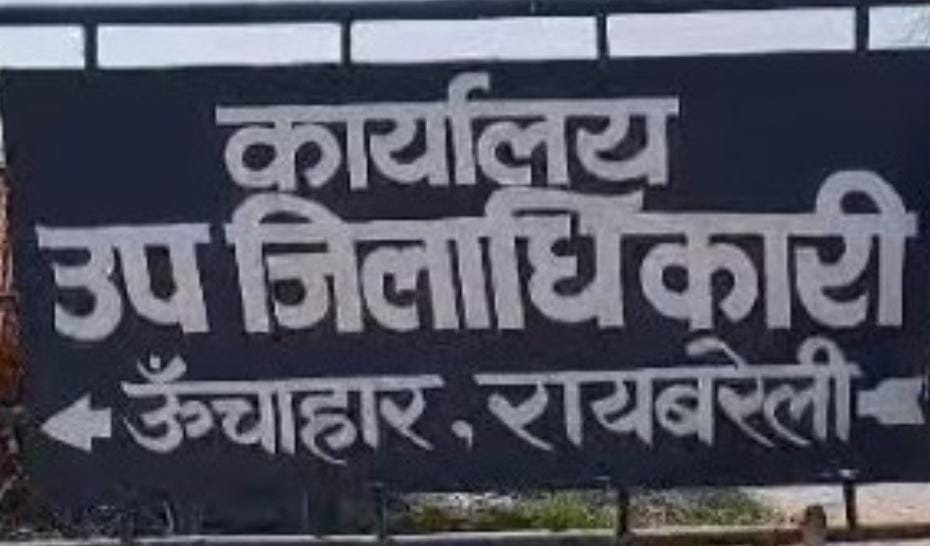 कार्यालय
उप जिलाधिकारी
ऊँचाहार, रायबरेली